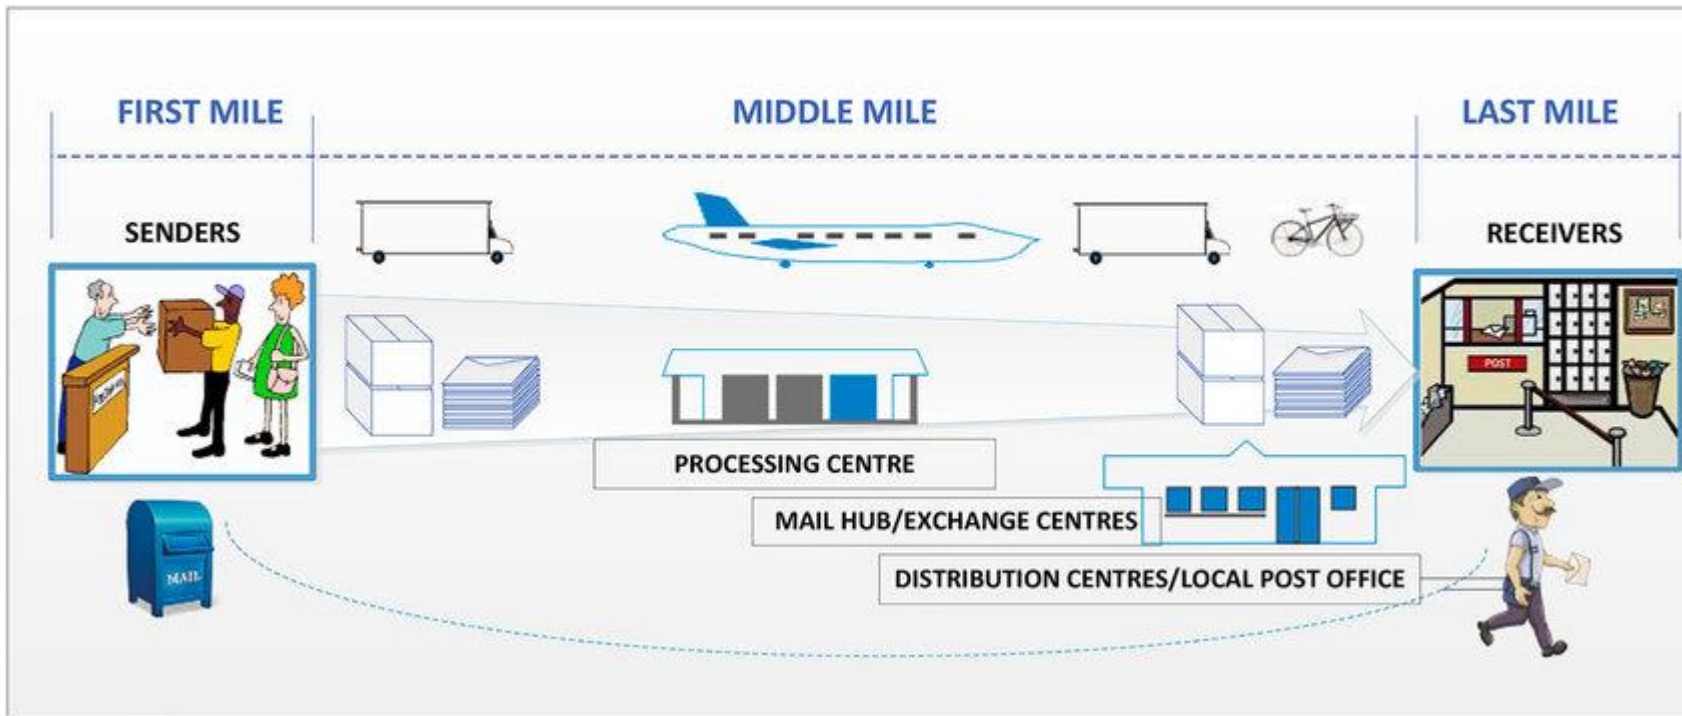 FIRST MILE
MIDDLE MILE
LAST MILE
SENDERS
RECEIVERS
POST
PROCESSING CENTRE
MAIL HUB/EXCHANGE CENTRES
MAIL
DISTRIBUTION CENTRES/LOCAL POST OFFICE